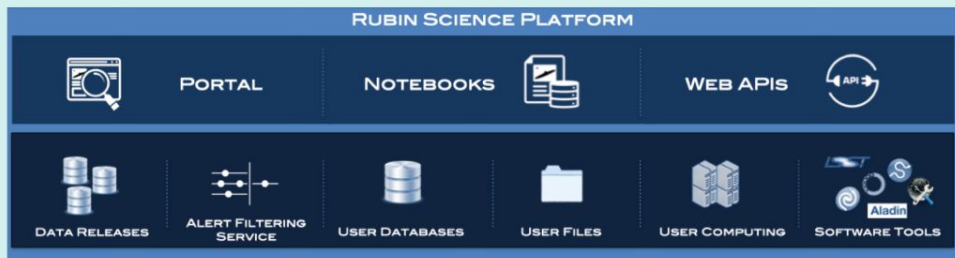 RUBIN SCIENCE PLATFORM
PORTAL
NOTEBOOKS
WEB APIS
API
DATA RELEASES
ALERT FILTERING
SERVICE
USER DATABASES
USER FILES
USER COMPUTING
SOFTWARE TOOLS
LSST
S
Aladin